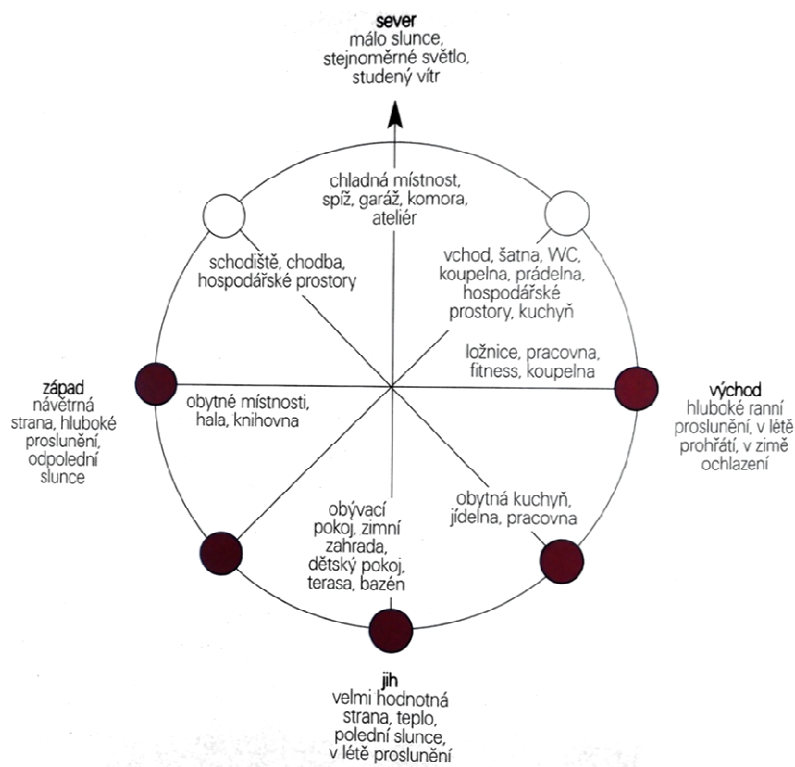 sever
málo slunce,
stejnoměrné světlo,
studený vítr
chladná místnost,
spíž, garáž, komora,
ateliér
schodiště, chodba,
hospodářské prostory
vchod, šatna, WC,
koupelna, prádelna,
hospodářské
prostory, kuchyň
ložnice, pracovna,
fitness, koupelna
západ
návětrná
strana, hluboké
proslunění,
odpolední
slunce
obytné místnosti,
hala, knihovna
východ
hluboké ranní
proslunění, v létě
prohřátí, v zimě
ochlazení
obývací
pokoj, zimní
zahrada,
dětský pokoj,
terasa, bazén
obytná kuchyň,
jídelna, pracovna
jih
velmi hodnotná
strana, teplo,
polední slunce,
v létě proslunění